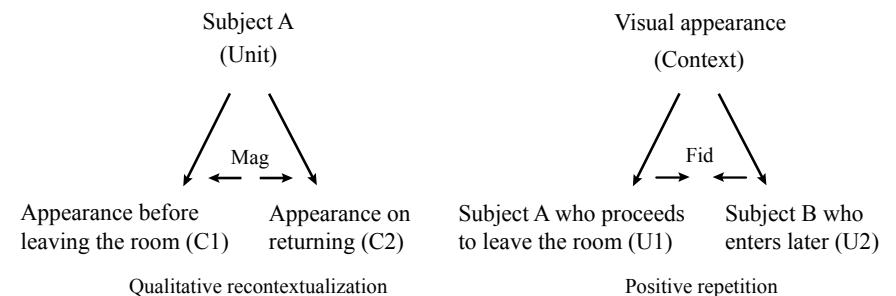 Subject A
(Unit)
Mag
Appearance before
leaving the room (C1)
Appearance on
returning (C2)
Qualitative recontextualization
Visual appearance
(Context)
Fid
Subject A who proceeds
to leave the room (U1)
Subject B who
enters later (U2)
Positive repetition